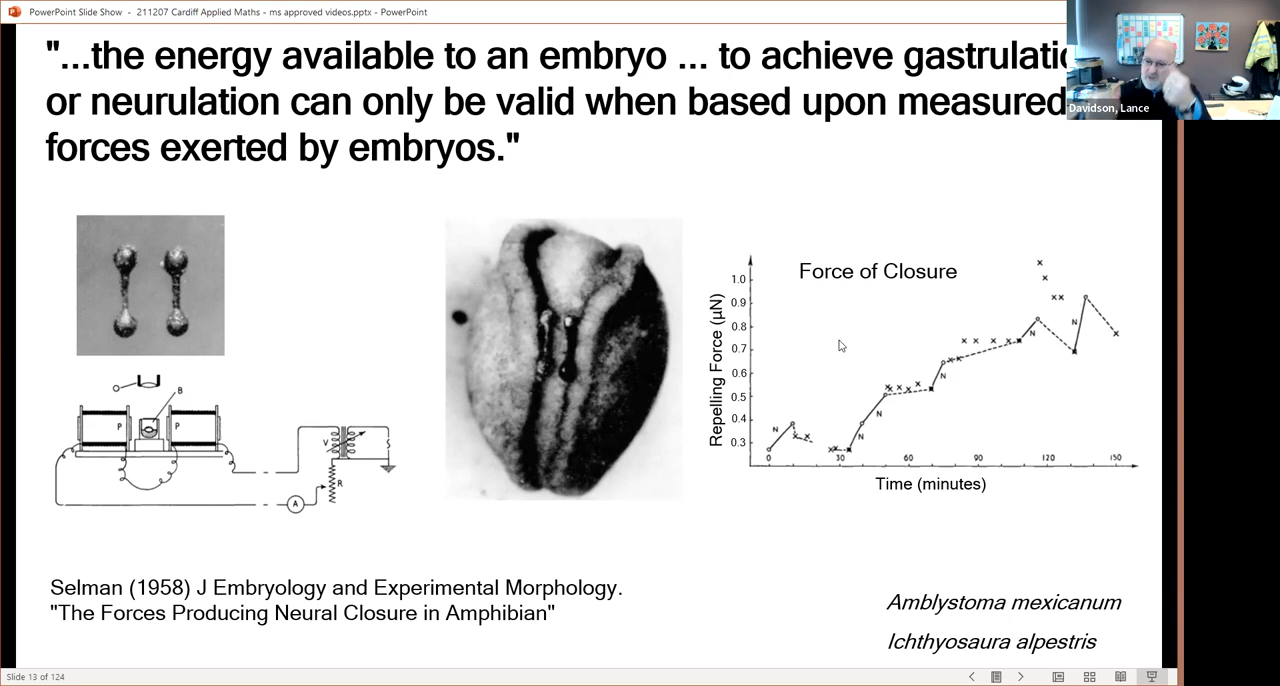 PowerPoint Slide Show - 211207 Cardiff Applied Maths - ms approved videos.pptx - PowerPoint
Davidson, Lance
"...the energy available to an embryo ... to achieve
or neurulation can only be valid when based upon measured
forces exerted by embryos."
O
B
P
P
V
S
R
A
Force of Closure
Repelling Force (µN)
1.0
0.9
0.8
0.7
0.6
0.5
0.4
0.3
N
N
N
N
N
N
0
30
60
90
120
150
Time (minutes)
Selman (1958) J Embryology and Experimental Morphology.
"The Forces Producing Neural Closure in Amphibian"
Amblystoma mexicanum
Ichthyosaura alpestris
Slide 13 of 124